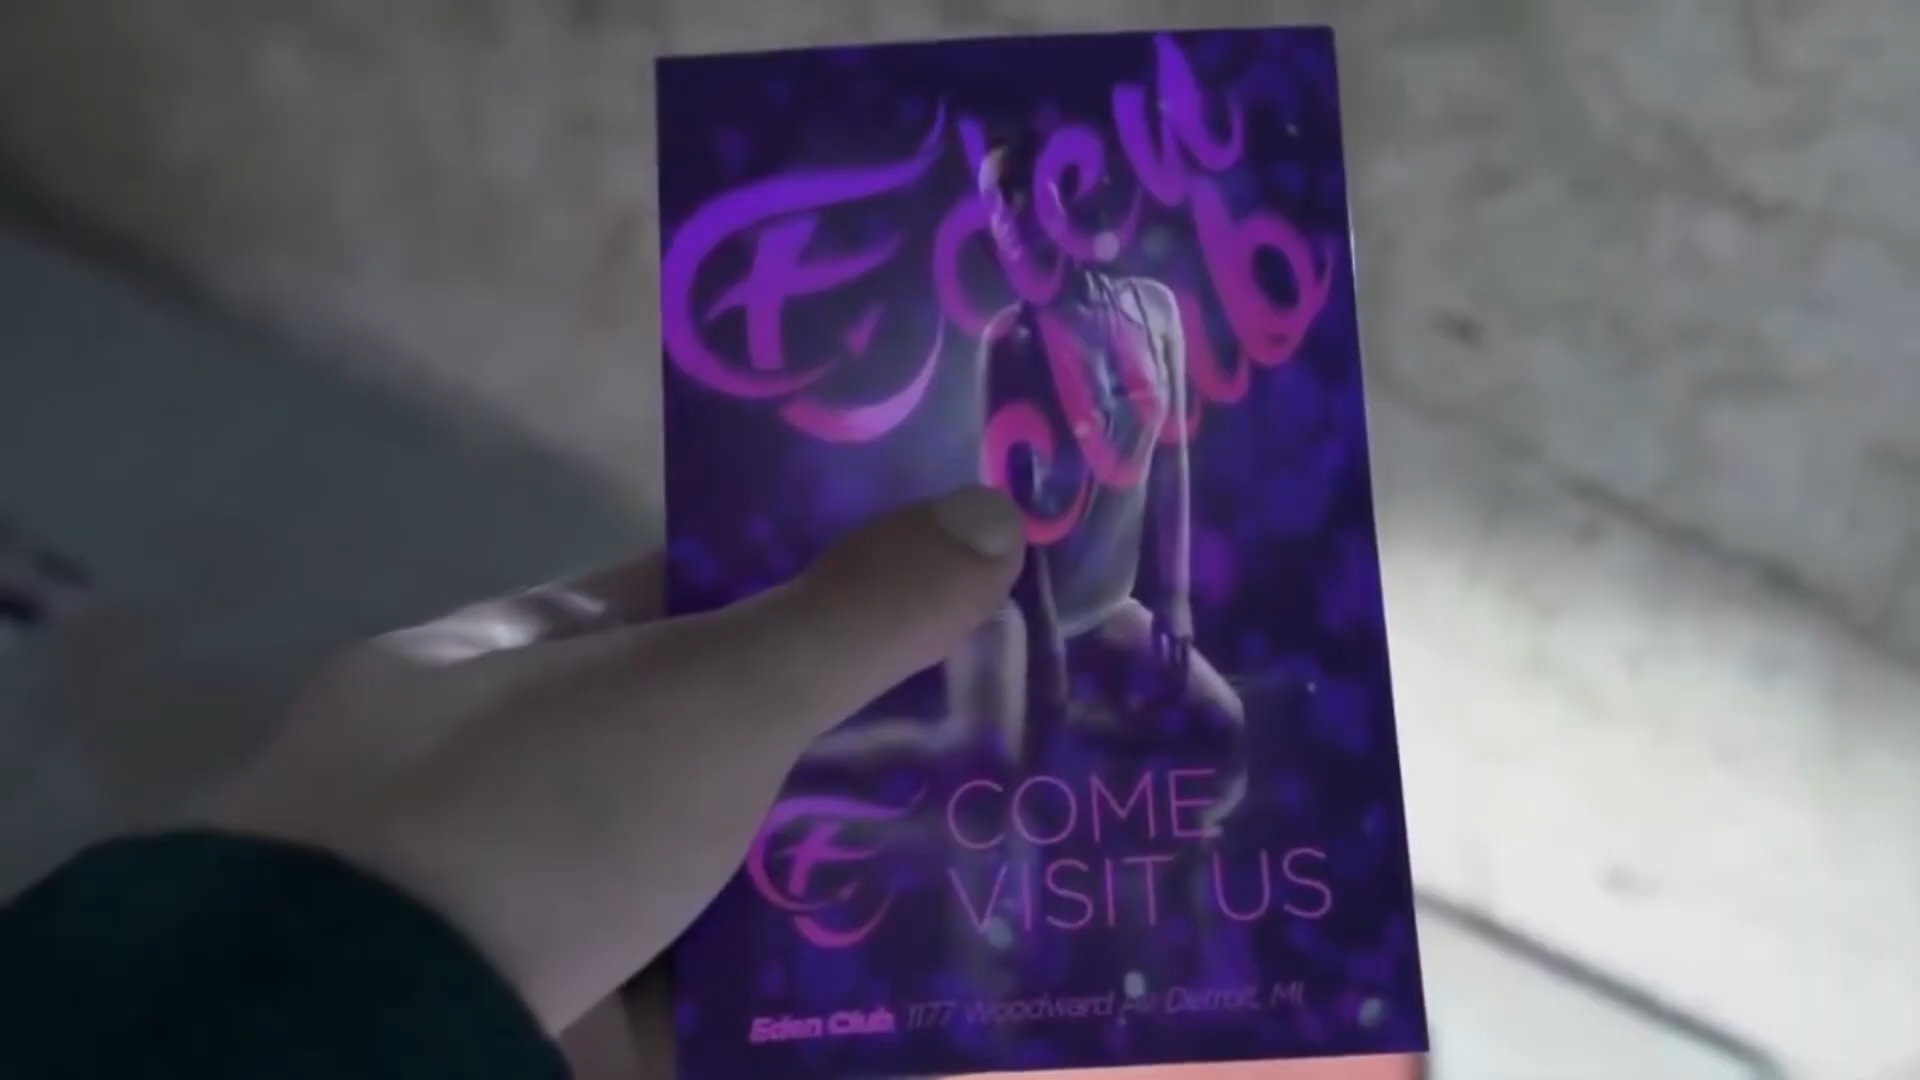 Eden
club
COME
VISIT US
Eden Club 1177 Woodward Av Detroit, MI